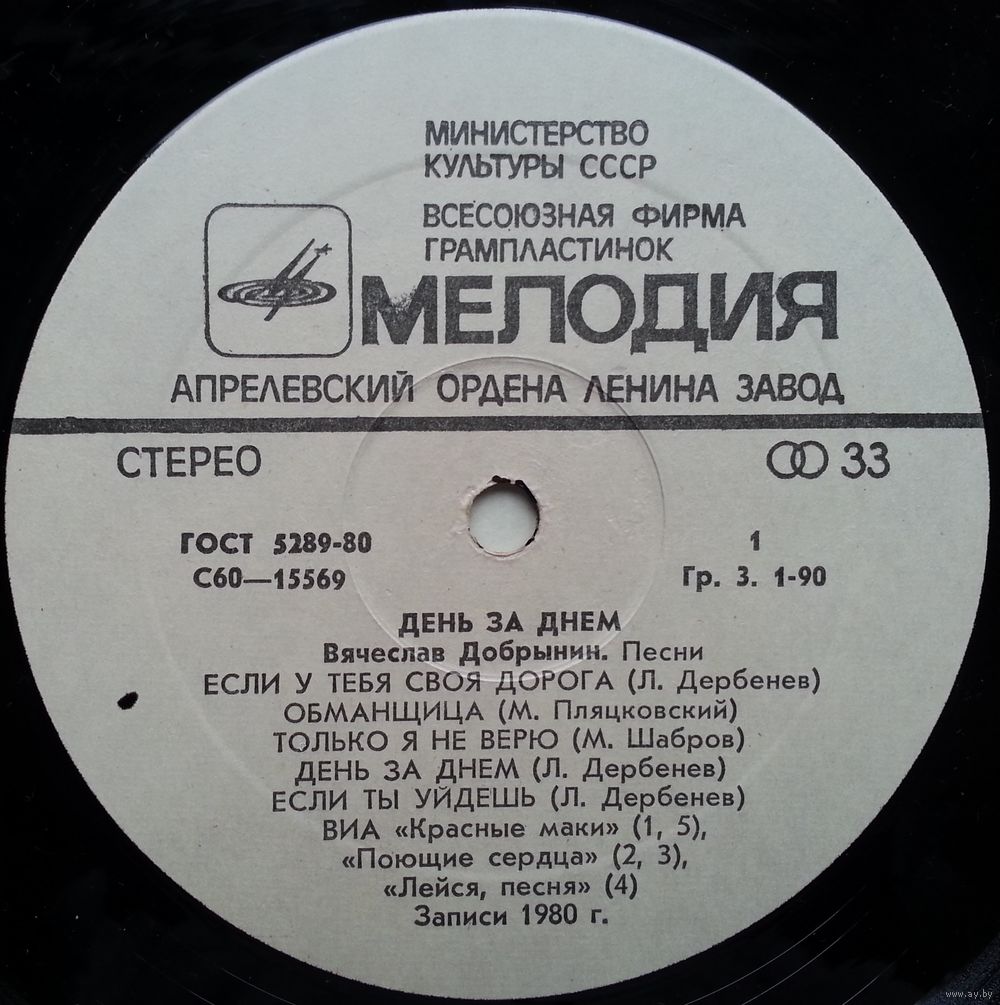 МИНИСТЕРСТВО
КУЛЬТУРЫ СССР
ВСЕСОЮЗНАЯ ФИРМА
ГРАМПЛАСТИНОК
МЕЛОДИЯ
АПРЕЛЕВСКИЙ ОРДЕНА ЛЕНИНА ЗАВОД
СТЕРЕО 33
ГОСТ 5289-80 1
С60—15569 Гр. 3. 1-90
ДЕНЬ ЗА ДНЕМ
Вячеслав Добрынин. Песни
ЕСЛИ У ТЕБЯ СВОЯ ДОРОГА (Л. Дербенев)
ОБМАНЩИЦА (М. Пляцковский)
ТОЛЬКО Я НЕ ВЕРЮ (М. Шабров)
ДЕНЬ ЗА ДНЕМ (Л. Дербенев)
ЕСЛИ ТЫ УЙДЕШЬ (Л. Дербенев)
ВИА «Красные маки» (1, 5),
«Поющие сердца» (2, 3),
«Лейся, песня» (4)
Записи 1980 г.
www.ay.by